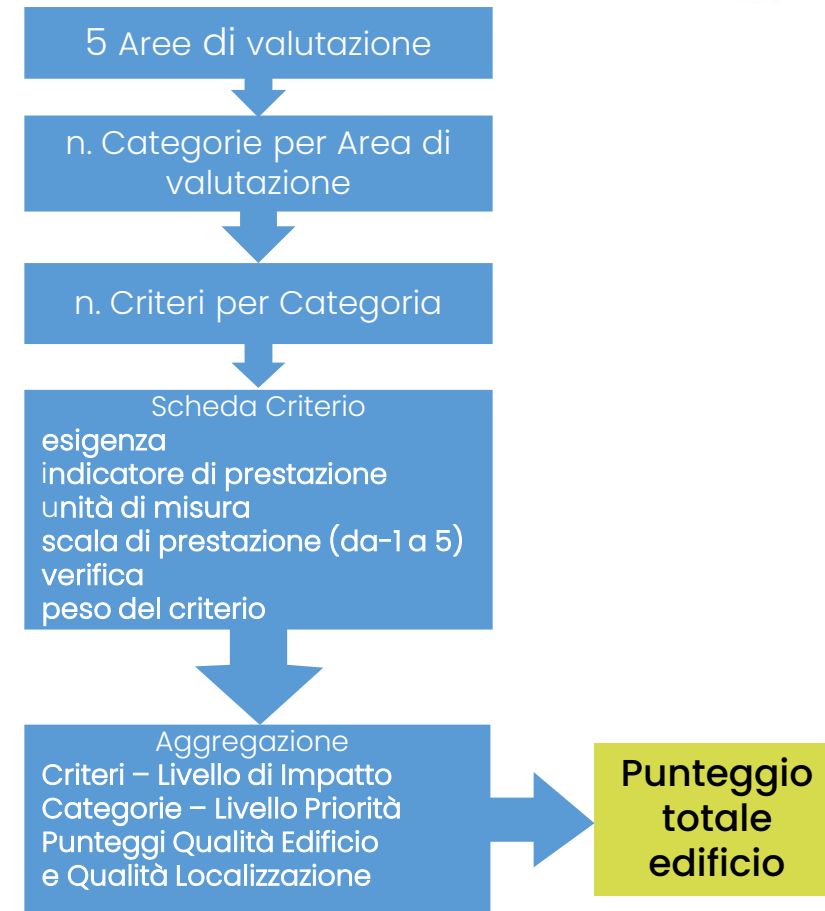 5 Aree di valutazione
n. Categorie per Area di
valutazione
n. Criteri per Categoria
Scheda Criterio
esigenza
indicatore di prestazione
unità di misura
scala di prestazione (da-1 a 5)
verifica
peso del criterio
Aggregazione
Criteri – Livello di Impatto
Categorie – Livello Priorità
Punteggi Qualità Edificio
e Qualità Localizzazione
Punteggio
totale
edificio